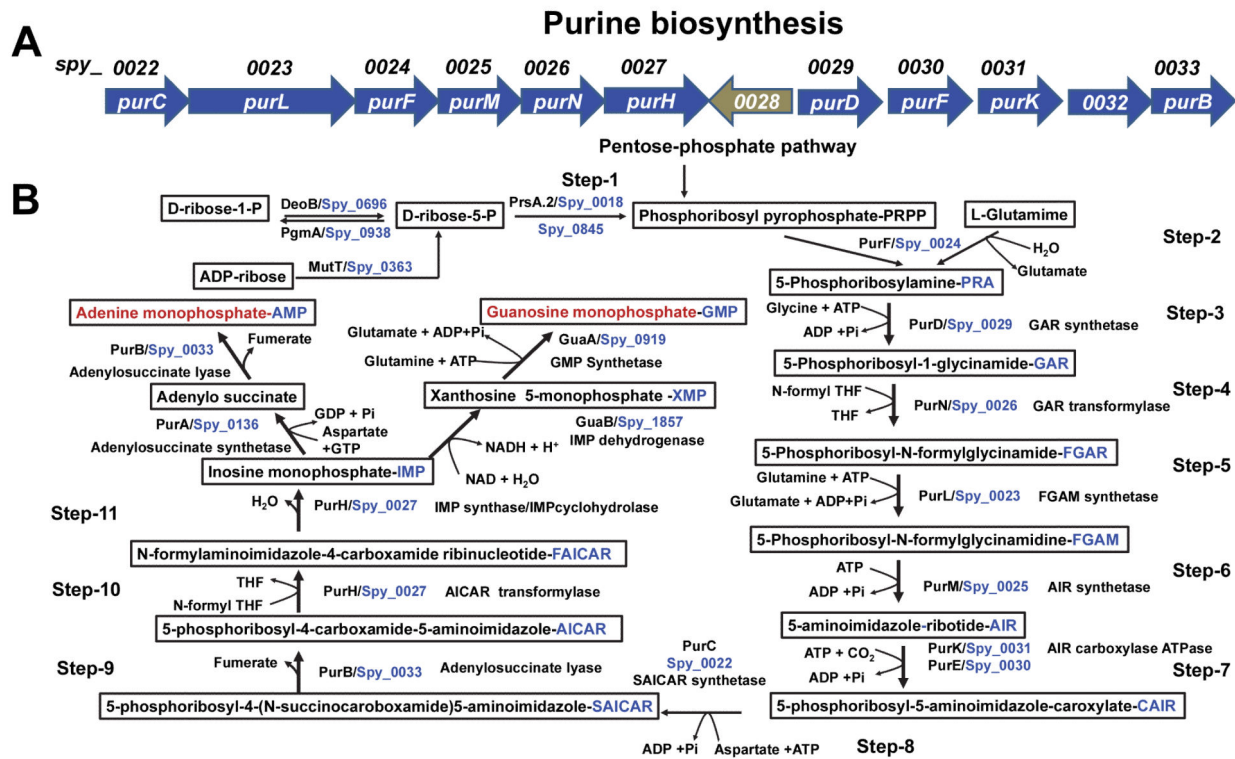 Purine biosynthesis
A
spy_ 0022 0023 0024 0025 0026 0027 0029 0030 0031 0033
purC purL purF purM purN purH 0028 purD purF purK 0032 purB
Pentose-phosphate pathway
B
Step-1
D-ribose-1-P
DeoB/Spy_0696
PgmA/Spy_0938
D-ribose-5-P
PrsA.2/Spy_0018
Spy_0845
Phosphoribosyl pyrophosphate-PRPP
L-Glutamime
Step-2
PurF/Spy_0024
H₂O
Glutamate
ADP-ribose
MutT/Spy_0363
5-Phosphoribosylamine-PRA
Step-3
Glycine + ATP
ADP +Pi
PurD/Spy_0029
GAR synthetase
5-Phosphoribosyl-1-glycinamide-GAR
Step-4
N-formyl THF
THF
PurN/Spy_0026
GAR transformylase
5-Phosphoribosyl-N-formylglycinamide-FGAR
Step-5
Glutamine + ATP
Glutamate + ADP+Pi
PurL/Spy_0023
FGAM synthetase
5-Phosphoribosyl-N-formylglycinamidine-FGAM
Step-6
ATP
ADP +Pi
PurM/Spy_0025
AIR synthetase
5-aminoimidazole-ribotide-AIR
Step-7
ATP + CO₂
ADP +Pi
PurK/Spy_0031
PurE/Spy_0030
AIR carboxylase ATPase
5-phosphoribosyl-5-aminoimidazole-caroxylate-CAIR
Step-8
PurC
Spy_0022
SAICAR synthetase
ADP +Pi
Aspartate +ATP
5-phosphoribosyl-4-(N-succinocaroboxamide)5-aminoimidazole-SAICAR
Step-9
Fumerate
PurB/Spy_0033
Adenylosuccinate lyase
5-phosphoribosyl-4-carboxamide-5-aminoimidazole-AICAR
Step-10
THF
N-formyl THF
PurH/Spy_0027
AICAR transformylase
N-formylaminoimidazole-4-carboxamide ribinucleotide-FAICAR
Step-11
H₂O
PurH/Spy_0027
IMP synthase/IMPcyclohydrolase
Inosine monophosphate-IMP
PurA/Spy_0136
Adenylosuccinate synthetase
GDP + Pi
Aspartate
+GTP
Adenylo succinate
PurB/Spy_0033
Adenylosuccinate lyase
Fumerate
Adenine monophosphate-AMP
NADH + H⁺
NAD + H₂O
GuaB/Spy_1857
IMP dehydrogenase
Xanthosine 5-monophosphate -XMP
Glutamate + ADP+Pi
Glutamine + ATP
GuaA/Spy_0919
GMP Synthetase
Guanosine monophosphate-GMP